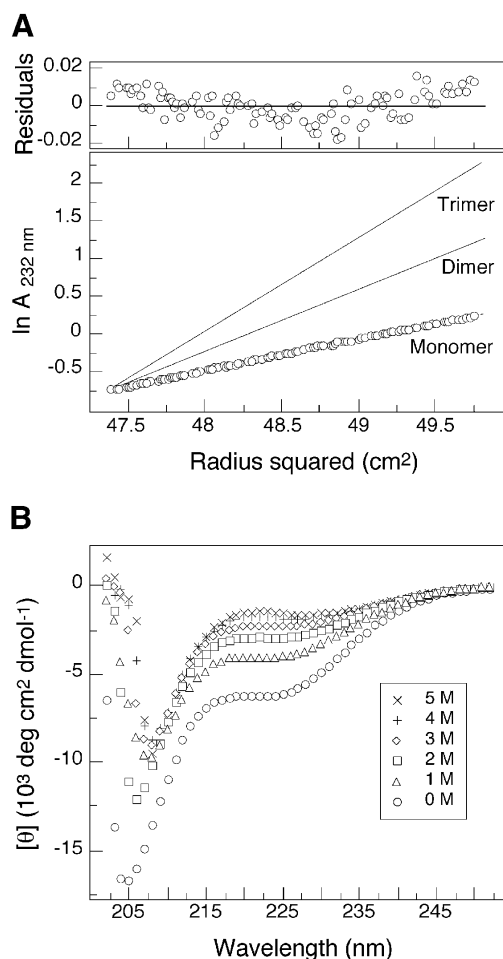 A
Residuals
0.02
0
-0.02
ln A 232 nm
2
1.5
1
0.5
0
-0.5
Trimer
Dimer
Monomer
47.5 48 48.5 49 49.5
Radius squared (cm2)
B
[θ] (10³ deg cm² dmol-1)
0
-5
-10
-15
5 M
4 M
3 M
2 M
1 M
0 M
205 215 225 235 245
Wavelength (nm)